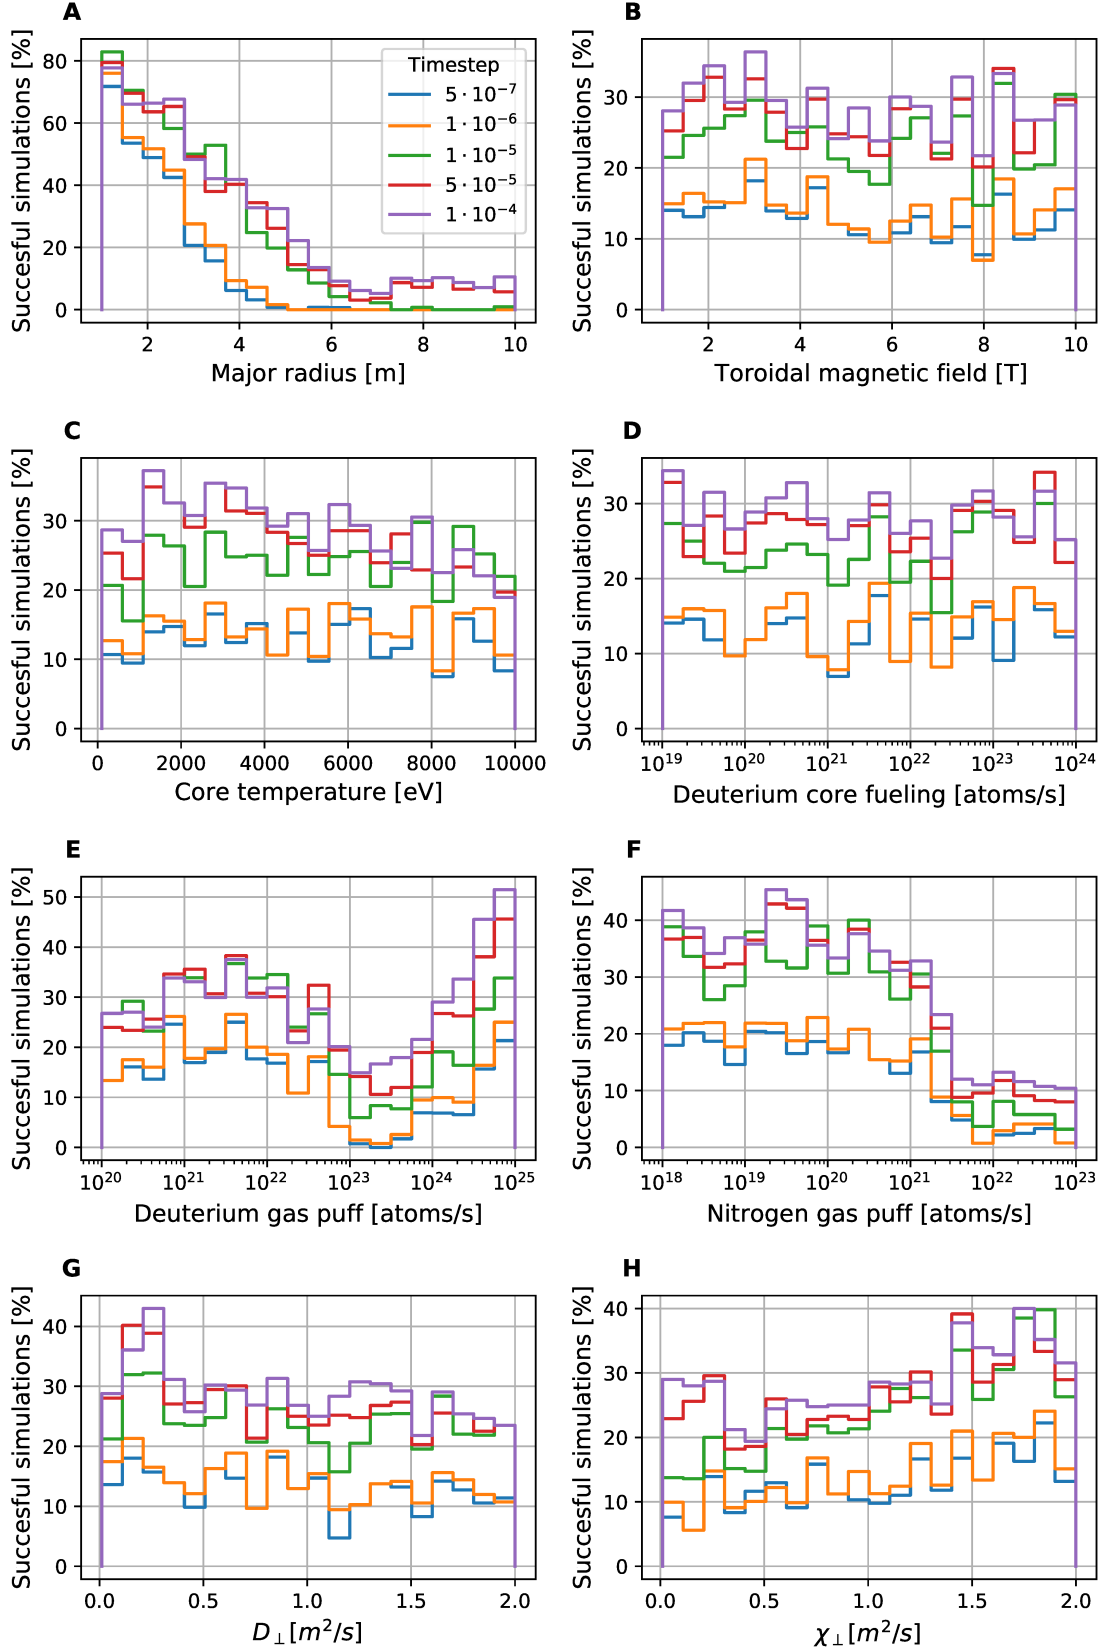 A
Succesful simulations [%]
80
60
40
20
0
Timestep
5 · 10⁻⁷
1 · 10⁻⁶
1 · 10⁻⁵
5 · 10⁻⁵
1 · 10⁻⁴
2 4 6 8 10
Major radius [m]
B
Succesful simulations [%]
30
20
10
0
2 4 6 8 10
Toroidal magnetic field [T]
C
Succesful simulations [%]
30
20
10
0
0 2000 4000 6000 8000 10000
Core temperature [eV]
D
Succesful simulations [%]
30
20
10
0
10¹⁹ 10²⁰ 10²¹ 10²² 10²³ 10²⁴
Deuterium core fueling [atoms/s]
E
Succesful simulations [%]
50
40
30
20
10
0
10²⁰ 10²¹ 10²² 10²³ 10²⁴ 10²⁵
Deuterium gas puff [atoms/s]
F
Succesful simulations [%]
40
30
20
10
0
10¹⁸ 10¹⁹ 10²⁰ 10²¹ 10²² 10²³
Nitrogen gas puff [atoms/s]
G
Succesful simulations [%]
40
30
20
10
0
0.0 0.5 1.0 1.5 2.0
D⊥[m²/s]
H
Succesful simulations [%]
40
30
20
10
0
0.0 0.5 1.0 1.5 2.0
χ⊥[m²/s]